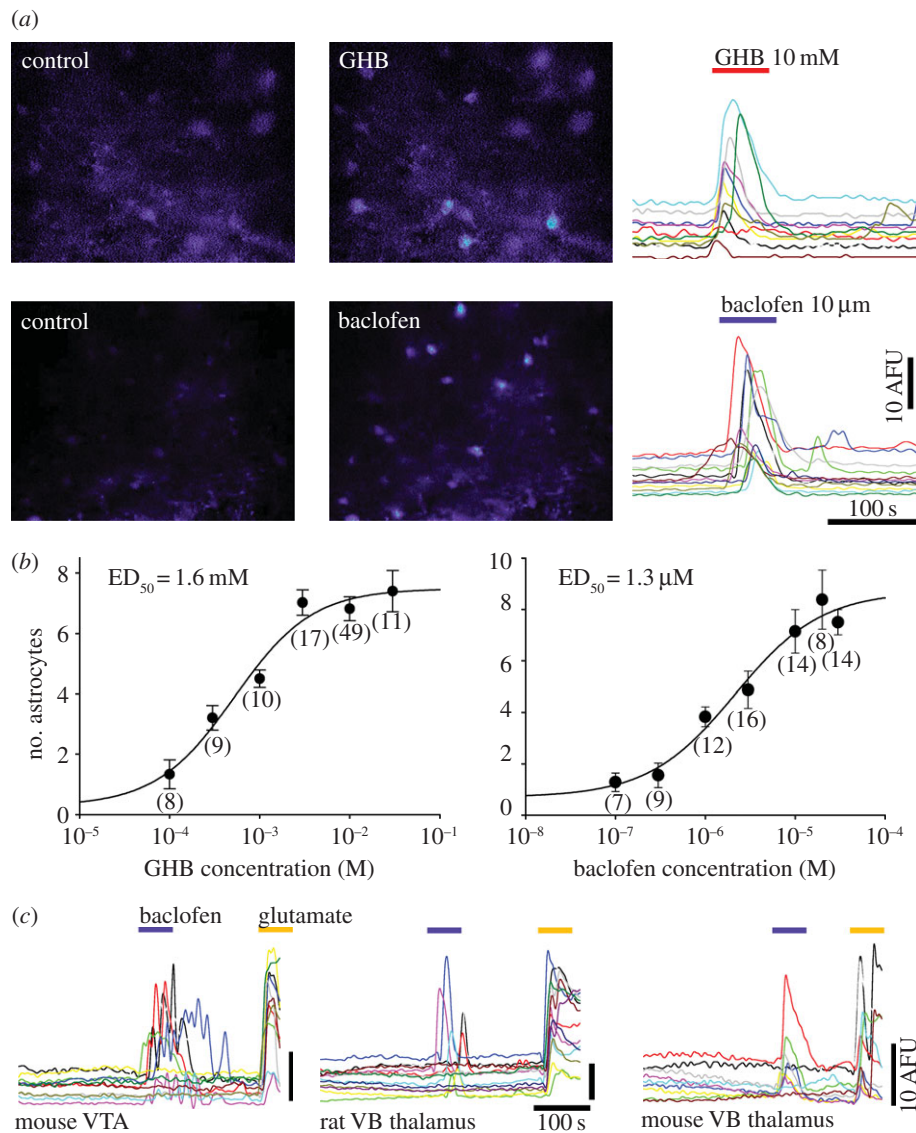 (a)
control
GHB
GHB 10 mM
control
baclofen
baclofen 10 μm
10 AFU
100 s
(b)
ED50 = 1.6 mM
no. astrocytes
8
6
4
2
0
(8)
(9)
(10)
(17)
(49)
(11)
10⁻⁵ 10⁻⁴ 10⁻³ 10⁻² 10⁻¹
GHB concentration (M)
ED50 = 1.3 μM
10
8
6
4
2
0
(7)
(9)
(12)
(16)
(14)
(8)
(14)
10⁻⁸ 10⁻⁷ 10⁻⁶ 10⁻⁵ 10⁻⁴
baclofen concentration (M)
(c)
baclofen
glutamate
mouse VTA
rat VB thalamus
100 s
mouse VB thalamus
10 AFU